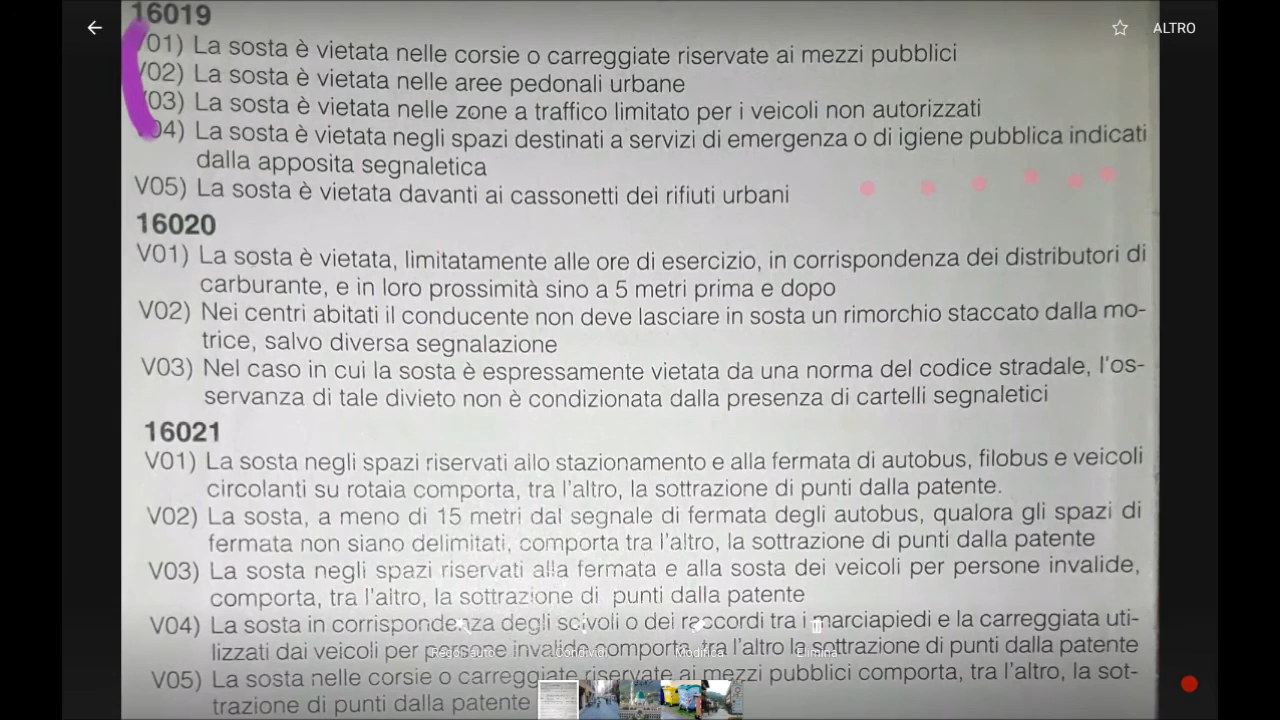 16019
ALTRO
V01) La sosta è vietata nelle corsie o carreggiate riservate ai mezzi pubblici
V02) La sosta è vietata nelle aree pedonali urbane
V03) La sosta è vietata nelle zone a traffico limitato per i veicoli non autorizzati
V04) La sosta è vietata negli spazi destinati a servizi di emergenza o di igiene pubblica indicati
dalla apposita segnaletica
V05) La sosta è vietata davanti ai cassonetti dei rifiuti urbani
16020
V01) La sosta è vietata, limitatamente alle ore di esercizio, in corrispondenza dei distributori di
carburante, e in loro prossimità sino a 5 metri prima e dopo
V02) Nei centri abitati il conducente non deve lasciare in sosta un rimorchio staccato dalla mo-
trice, salvo diversa segnalazione
V03) Nel caso in cui la sosta è espressamente vietata da una norma del codice stradale, l'os-
servanza di tale divieto non è condizionata dalla presenza di cartelli segnaletici
16021
V01) La sosta negli spazi riservati allo stazionamento e alla fermata di autobus, filobus e veicoli
circolanti su rotaia comporta, tra l'altro, la sottrazione di punti dalla patente.
V02) La sosta, a meno di 15 metri dal segnale di fermata degli autobus, qualora gli spazi di
fermata non siano delimitati, comporta tra l'altro, la sottrazione di punti dalla patente
V03) La sosta negli spazi riservati alla fermata e alla sosta dei veicoli per persone invalide,
comporta, tra l'altro, la sottrazione di punti dalla patente
V04) La sosta in corrispondenza degli scivoli o dei raccordi tra i marciapiedi e la carreggiata uti-
lizzati dai veicoli per persone invalide comporta, tra l'altro la sottrazione di punti dalla patente
Regol. auto Condividi Modifica Elimina
V05) La sosta nelle corsie o carreggiate riservate ai mezzi pubblici comporta, tra l'altro, la sot-
trazione di punti dalla patente